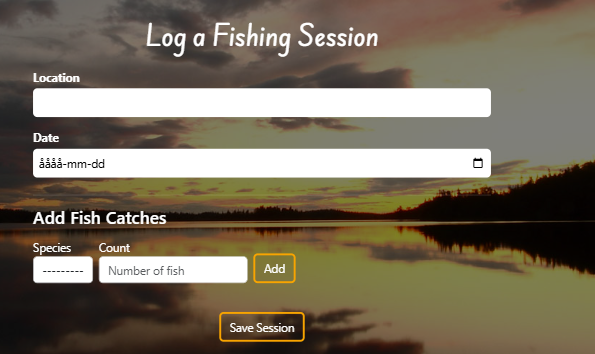 Log a Fishing Session
Location
Date
åååå-mm-dd
Add Fish Catches
Species Count
--------- Number of fish Add
Save Session